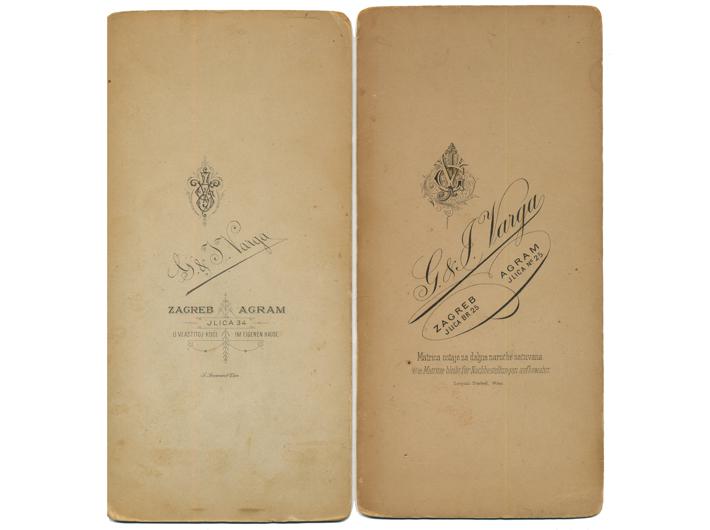 G. & J. Varga
ZAGREB AGRAM
JLICA 34
U VLASTITOJ KUĆI IM EIGENEN HAUSE
G. & J. Varga
ZAGREB
JLICA BR. 25
AGRAM
JLICA Nº 25
Matrica ostaje za daljne naručbe sačuvana.
Die Matrize bleibt für Nachbestellungen aufbewahrt.
Wien.